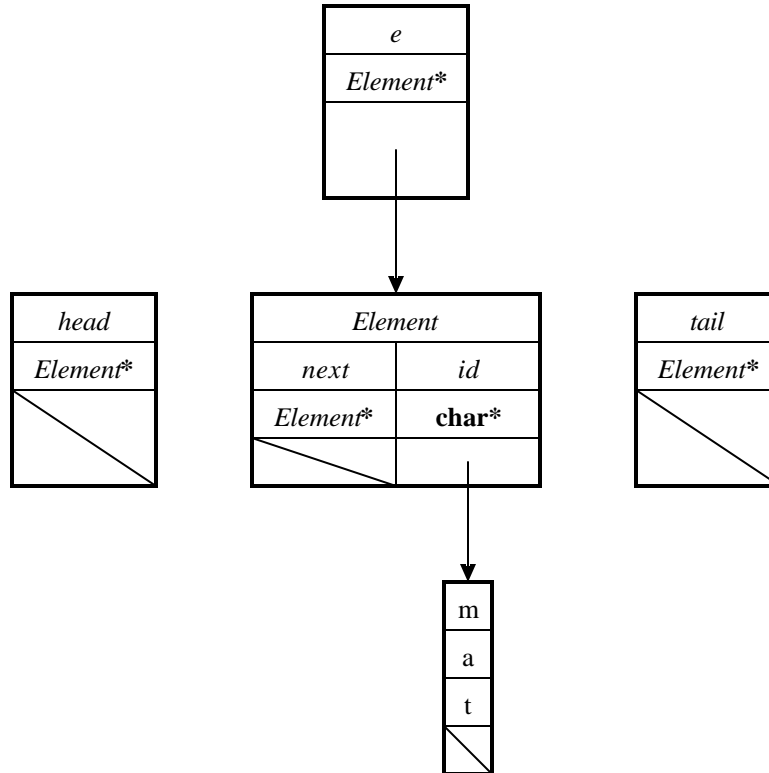 e
Element*
head
Element*
Element
next id
Element* char*
tail
Element*
m
a
t